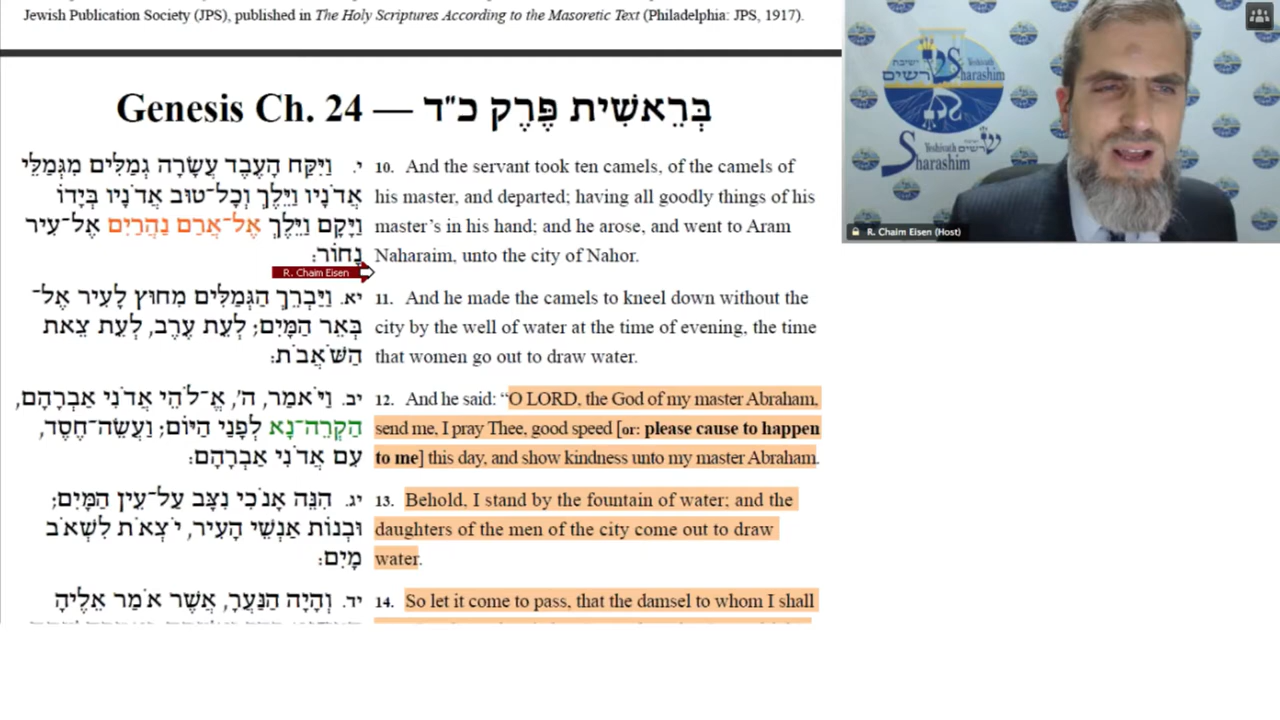 Jewish Publication Society (JPS), published in The Holy Scriptures According to the Masoretic Text (Philadelphia: JPS, 1917).
Genesis Ch. 24 — בְּרֵאשִׁית פֶּרֶק כ"ד
י. וַיִּקַּח הָעֶבֶד עֲשָׂרָה גְמַלִּים מִגְּמַלֵּי
אֲדֹנָיו וַיֵּלֶךְ וְכָל־טוּב אֲדֹנָיו בְּיָדוֹ
וַיָּקָם וַיֵּלֶךְ אֶל־אֲרַם נַהֲרַיִם אֶל־עִיר
נָחוֹר:
10. And the servant took ten camels, of the camels of
his master, and departed; having all goodly things of his
master's in his hand; and he arose, and went to Aram
Naharaim, unto the city of Nahor.
R. Chaim Eisen
יא. וַיַּבְרֵךְ הַגְּמַלִּים מִחוּץ לָעִיר אֶל־
בְּאֵר הַמָּיִם; לְעֵת עֶרֶב, לְעֵת צֵאת
הַשֹּׁאֲבֹת:
11. And he made the camels to kneel down without the
city by the well of water at the time of evening, the time
that women go out to draw water.
יב. וַיֹּאמַר, ה', אֱ־לֹהֵי אֲדֹנִי אַבְרָהָם,
הַקְרֵה־נָא לְפָנַי הַיּוֹם; וַעֲשֵׂה־חֶסֶד,
עִם אֲדֹנִי אַבְרָהָם:
12. And he said: “O LORD, the God of my master Abraham,
send me, I pray Thee, good speed [or: please cause to happen
to me] this day, and show kindness unto my master Abraham.
יג. הִנֵּה אָנֹכִי נִצָּב עַל־עֵין הַמָּיִם;
וּבְנוֹת אַנְשֵׁי הָעִיר, יֹצְאֹת לִשְׁאֹב
מָיִם:
13. Behold, I stand by the fountain of water; and the
daughters of the men of the city come out to draw
water.
יד. וְהָיָה הַנַּעֲרָ, אֲשֶׁר אֹמַר אֵלֶיהָ
14. So let it come to pass, that the damsel to whom I shall
ישיבת
שרשים
Yeshivath
Sharashim
Yeshivath שרשים
Sharashim
R. Chaim Eisen (Host)